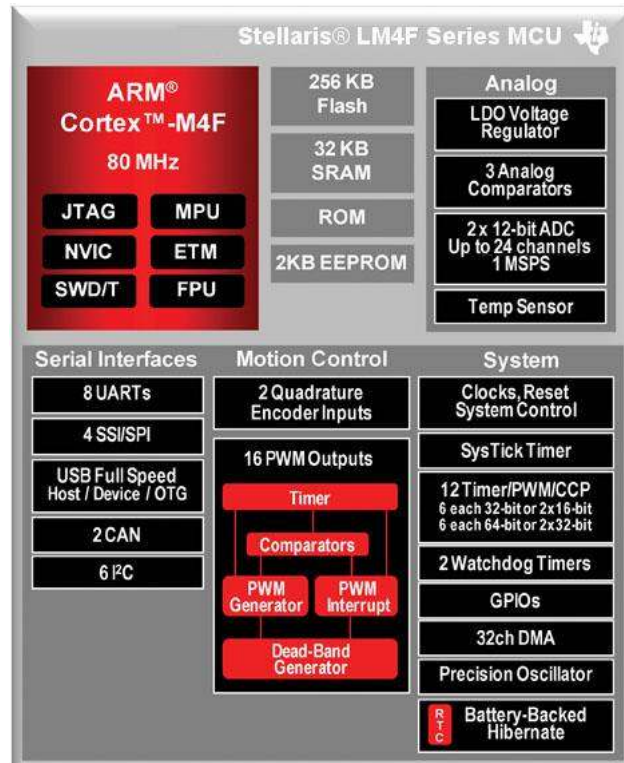 Stellaris® LM4F Series MCU
ARM®
Cortex™-M4F
80 MHz
JTAG
MPU
NVIC
ETM
SWD/T
FPU
256 KB
Flash
32 KB
SRAM
ROM
2KB EEPROM
Analog
LDO Voltage
Regulator
3 Analog
Comparators
2 x 12-bit ADC
Up to 24 channels
1 MSPS
Temp Sensor
Serial Interfaces
8 UARTs
4 SSI/SPI
USB Full Speed
Host / Device / OTG
2 CAN
6 I²C
Motion Control
2 Quadrature
Encoder Inputs
16 PWM Outputs
Timer
Comparators
PWM
Generator
PWM
Interrupt
Dead-Band
Generator
System
Clocks, Reset
System Control
SysTick Timer
12 Timer/PWM/CCP
6 each 32-bit or 2x16-bit
6 each 64-bit or 2x32-bit
2 Watchdog Timers
GPIOs
32ch DMA
Precision Oscillator
RTC
Battery-Backed
Hibernate